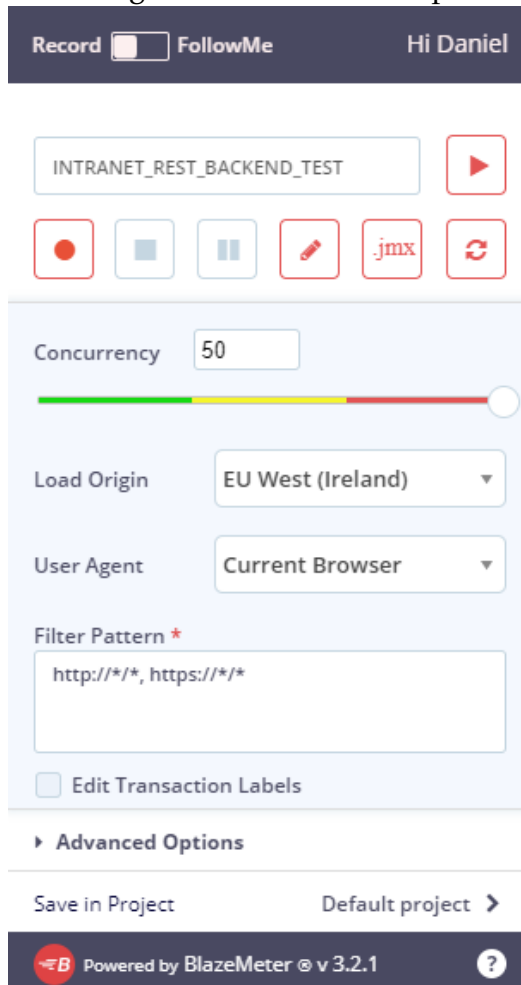 Record FollowMe Hi Daniel
INTRANET_REST_BACKEND_TEST
.jmx
Concurrency 50
Load Origin EU West (Ireland)
User Agent Current Browser
Filter Pattern *
http://*/*, https://*/*
Edit Transaction Labels
Advanced Options
Save in Project Default project
B Powered by BlazeMeter ® v 3.2.1 ?